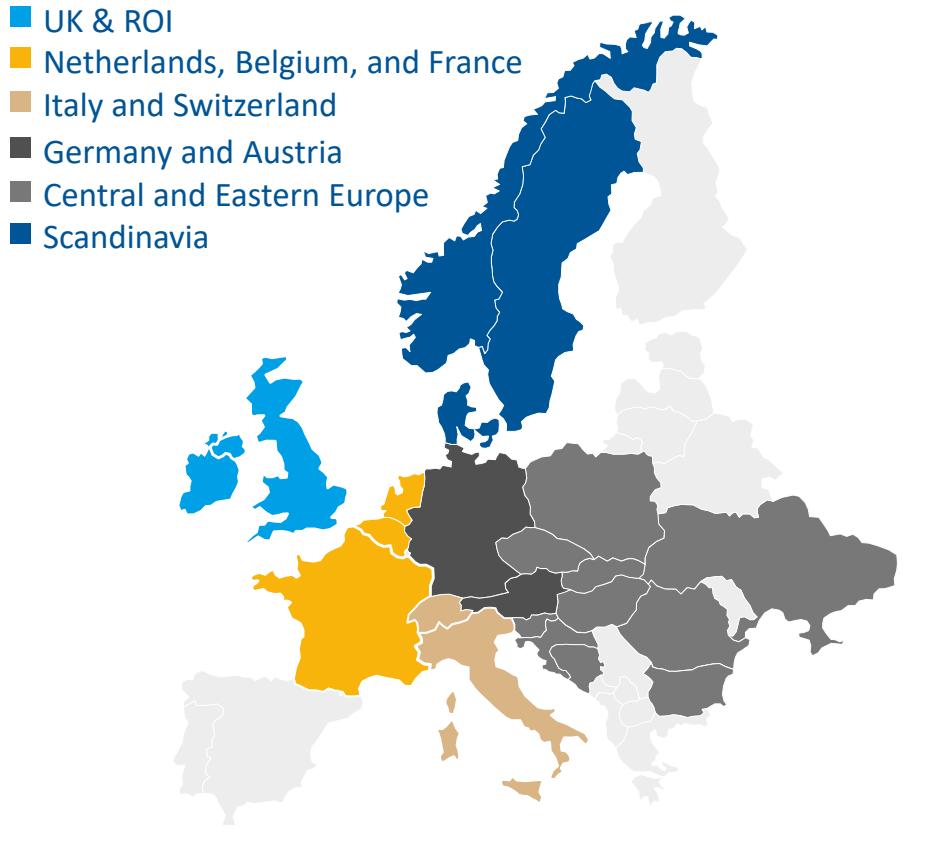 UK & ROI
Netherlands, Belgium, and France
Italy and Switzerland
Germany and Austria
Central and Eastern Europe
Scandinavia